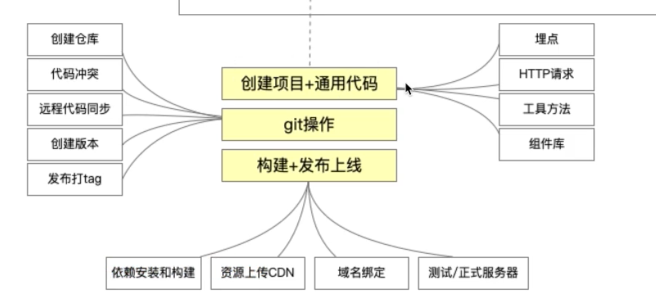 创建仓库
代码冲突
远程代码同步
创建版本
发布打tag
创建项目+通用代码
git操作
构建+发布上线
埋点
HTTP请求
工具方法
组件库
依赖安装和构建
资源上传CDN
域名绑定
测试/正式服务器